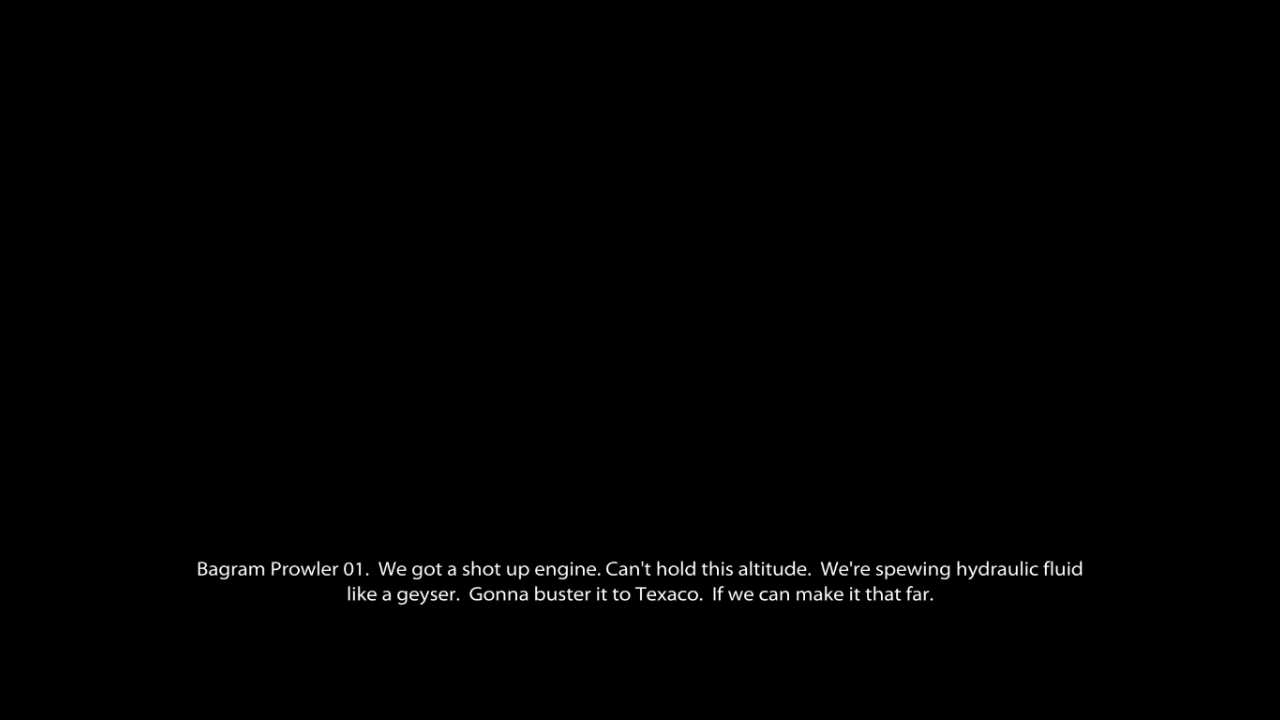 Bagram Prowler 01.  We got a shot up engine. Can't hold this altitude.  We're spewing hydraulic fluid
like a geyser.  Gonna buster it to Texaco.  If we can make it that far.